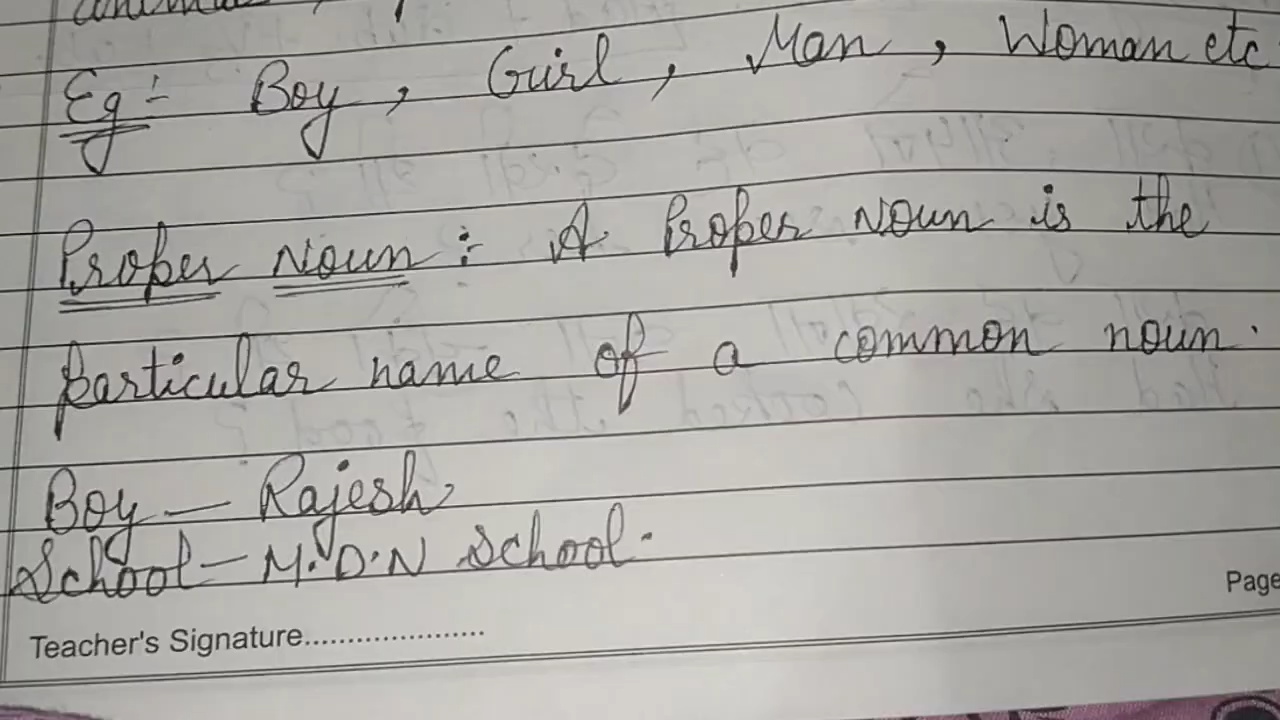 Eg:- Boy, Girl, Man, Woman etc
Proper Noun :- A Proper Noun is the
particular name of a common noun.
Boy - Rajesh,
School - M.D.N School.
Teacher's Signature.....................
Page